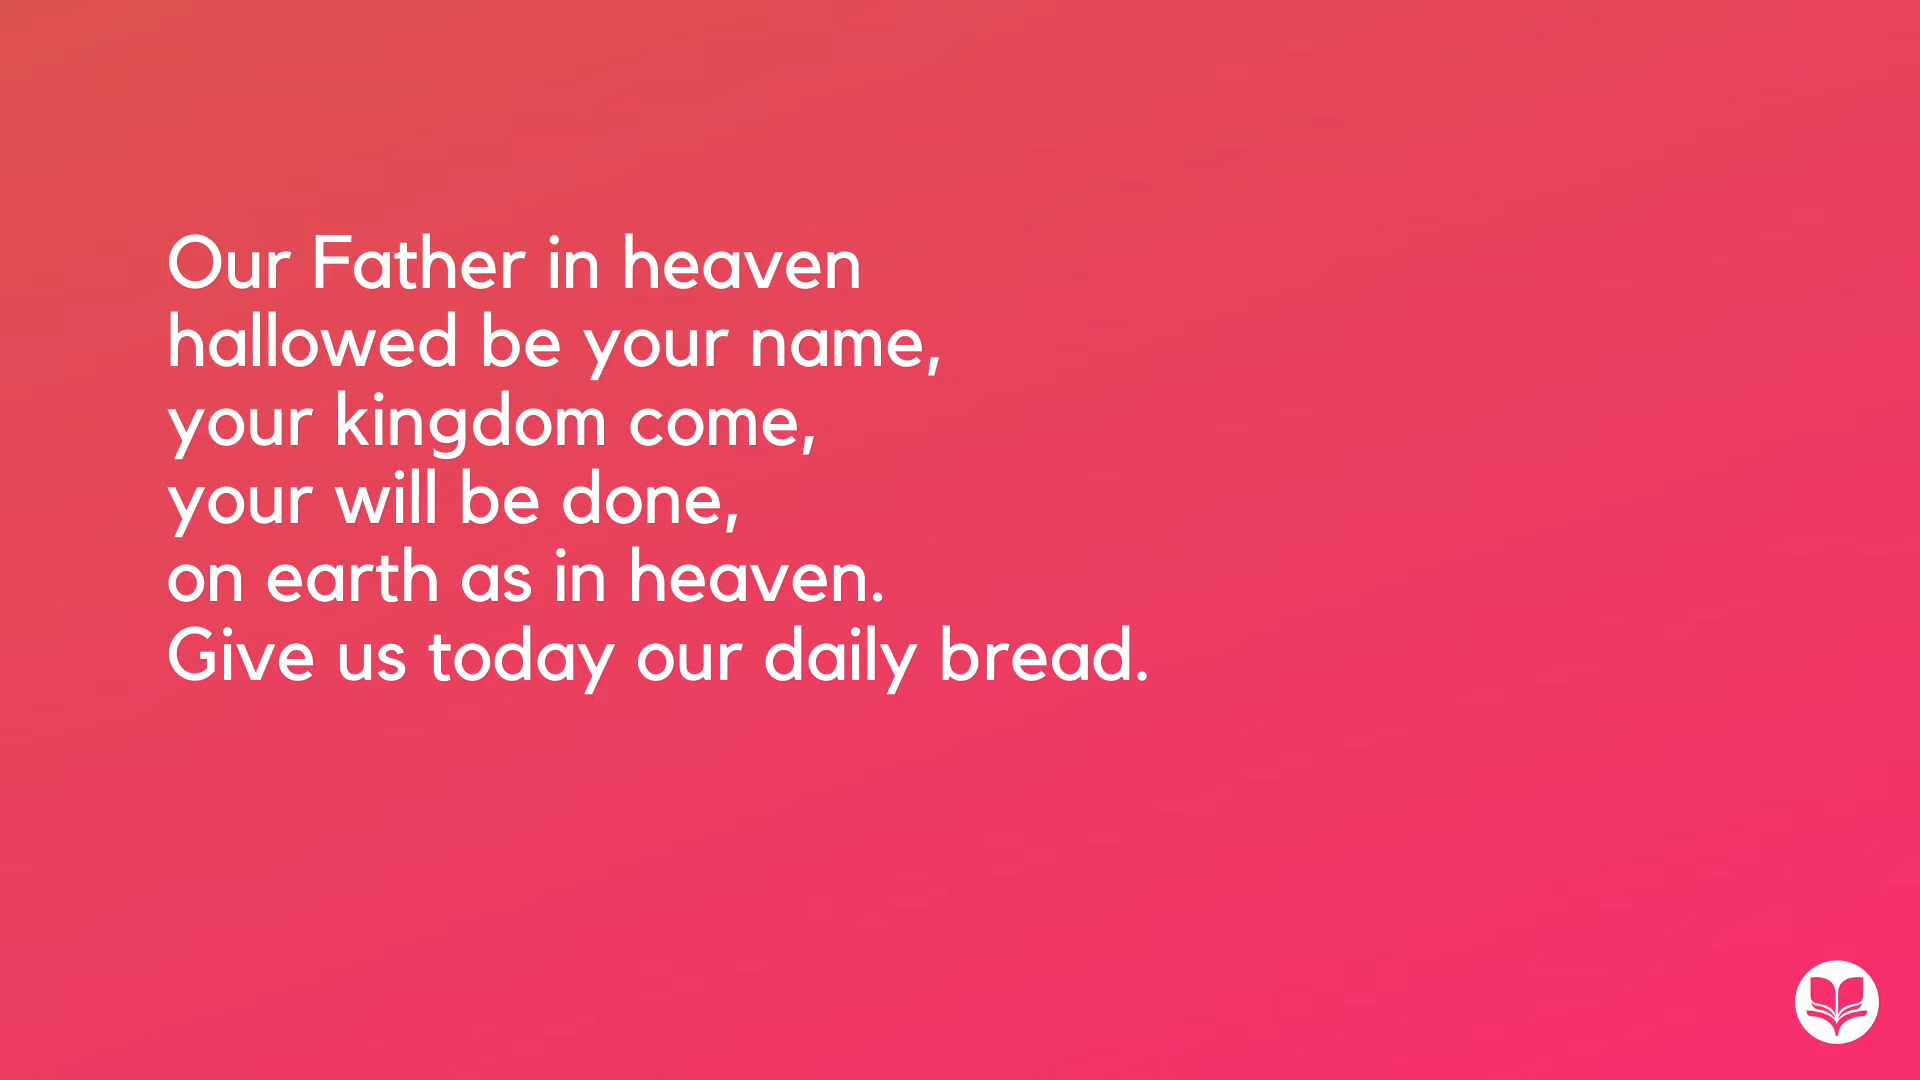 Our Father in heaven
hallowed be your name,
your kingdom come,
your will be done,
on earth as in heaven.
Give us today our daily bread.